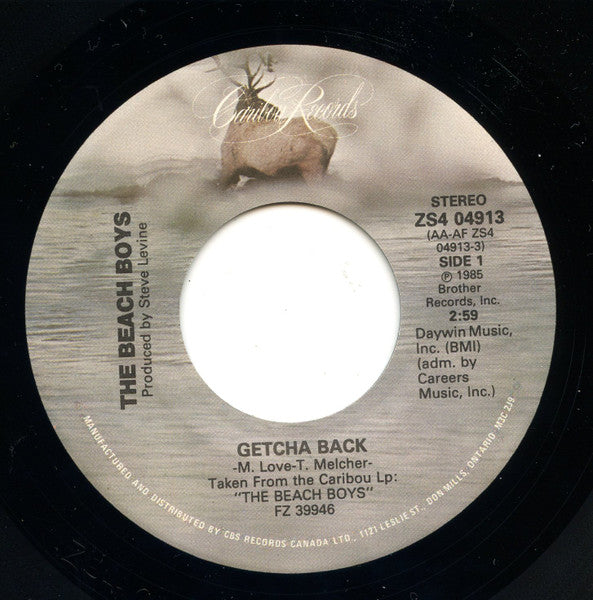 Caribou Records
THE BEACH BOYS
Produced by Steve Levine
STEREO
ZS4 04913
(AA-AF ZS4
04913-3)
SIDE 1
℗ 1985
Brother
Records, Inc.
2:59
Daywin Music,
Inc. (BMI)
(adm. by
Careers
Music, Inc.)
GETCHA BACK
-M. Love-T. Melcher-
Taken From the Caribou Lp:
"THE BEACH BOYS"
FZ 39946
MANUFACTURED AND DISTRIBUTED BY CBS RECORDS CANADA LTD., 1121 LESLIE ST., DON MILLS, ONTARIO M3C 2J9